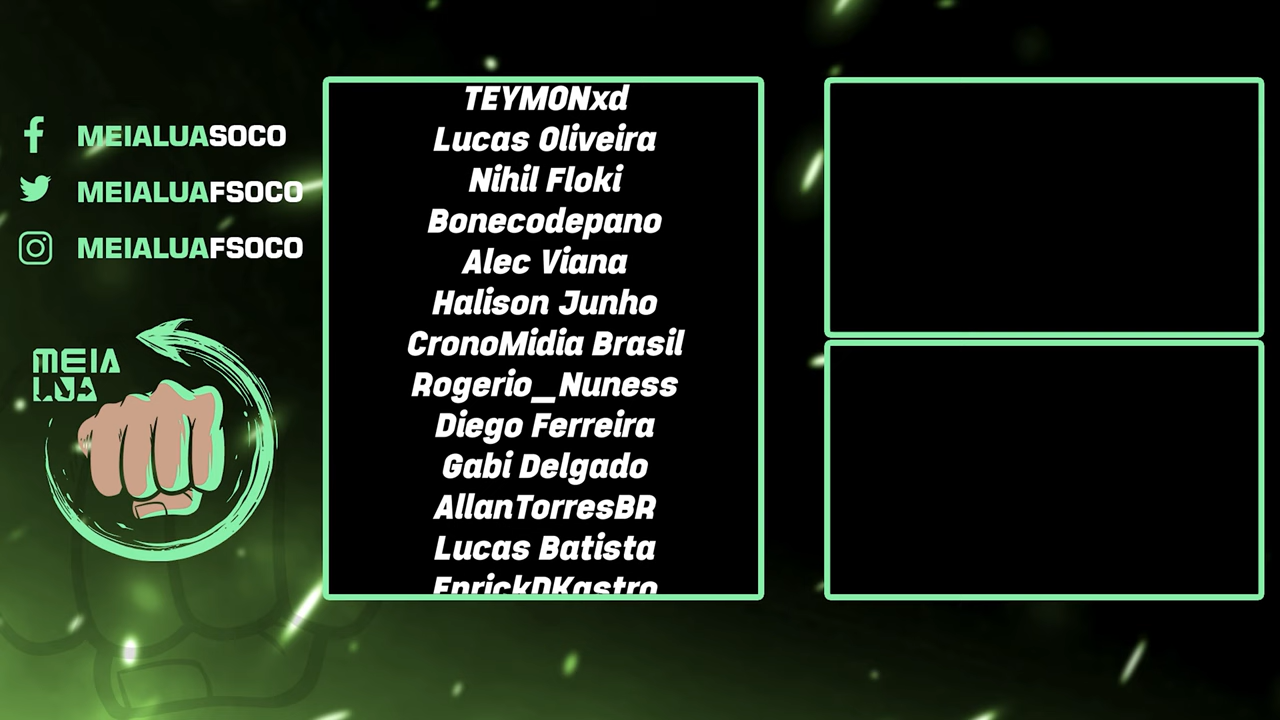 MEIALUASOCO
MEIALUAFSOCO
MEIALUAFSOCO
MEIA
LUA
TEYMONxd
Lucas Oliveira
Nihil Floki
Bonecodepano
Alec Viana
Halison Junho
CronoMidia Brasil
Rogerio_Nuness
Diego Ferreira
Gabi Delgado
AllanTorresBR
Lucas Batista
EnrickDKastro